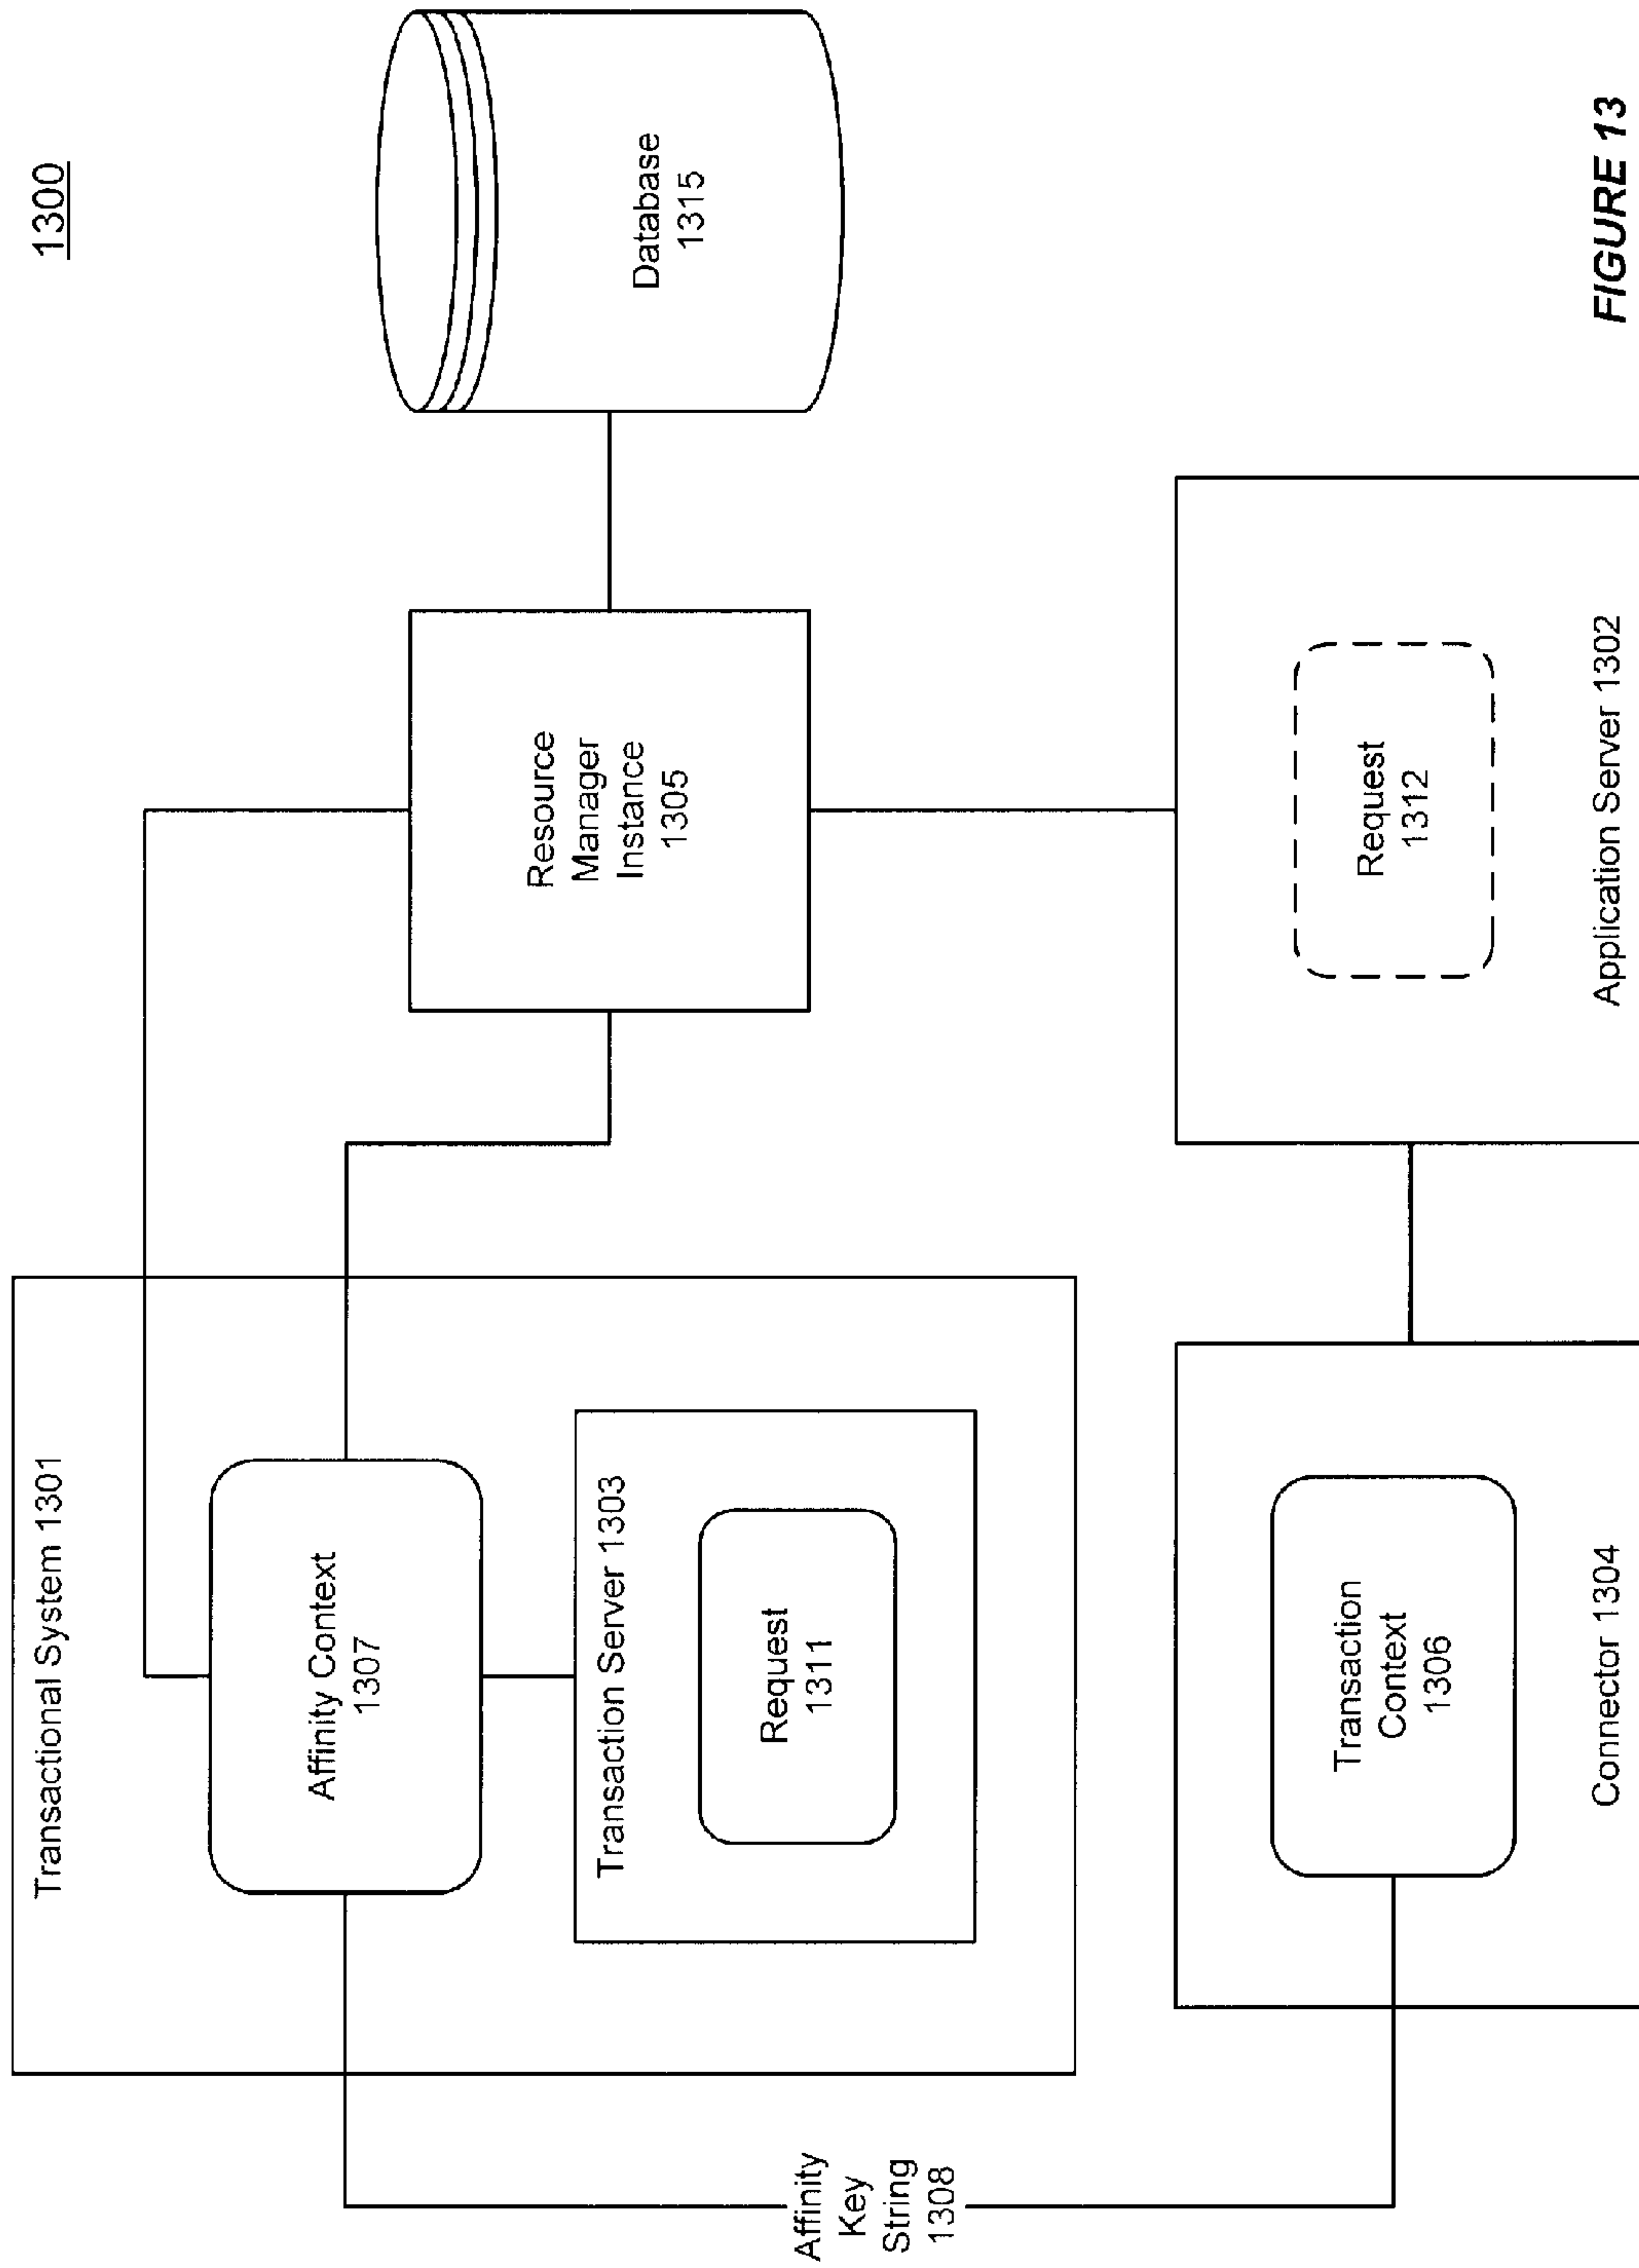 1300
Transactional System 1301
Affinity Context
1307
Transaction Server 1303
Request
1311
Resource
Manager
Instance
1305
Database
1315
Affinity
Key
String
1308
Transaction
Context
1306
Connector 1304
Request
1312
Application Server 1302
FIGURE 13